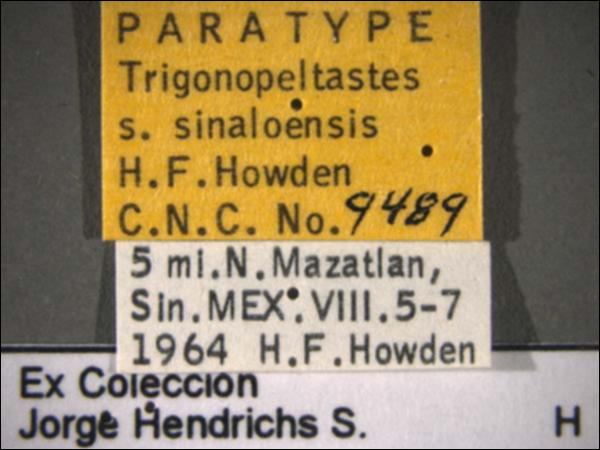 PARATYPE
Trigonopeltastes
s. sinaloensis
H.F.Howden
C.N.C. No. 9489
5 mi.N.Mazatlan,
Sin.MEX.VIII.5-7
1964 H.F.Howden
Ex Coleccion
Jorge Hendrichs S. H